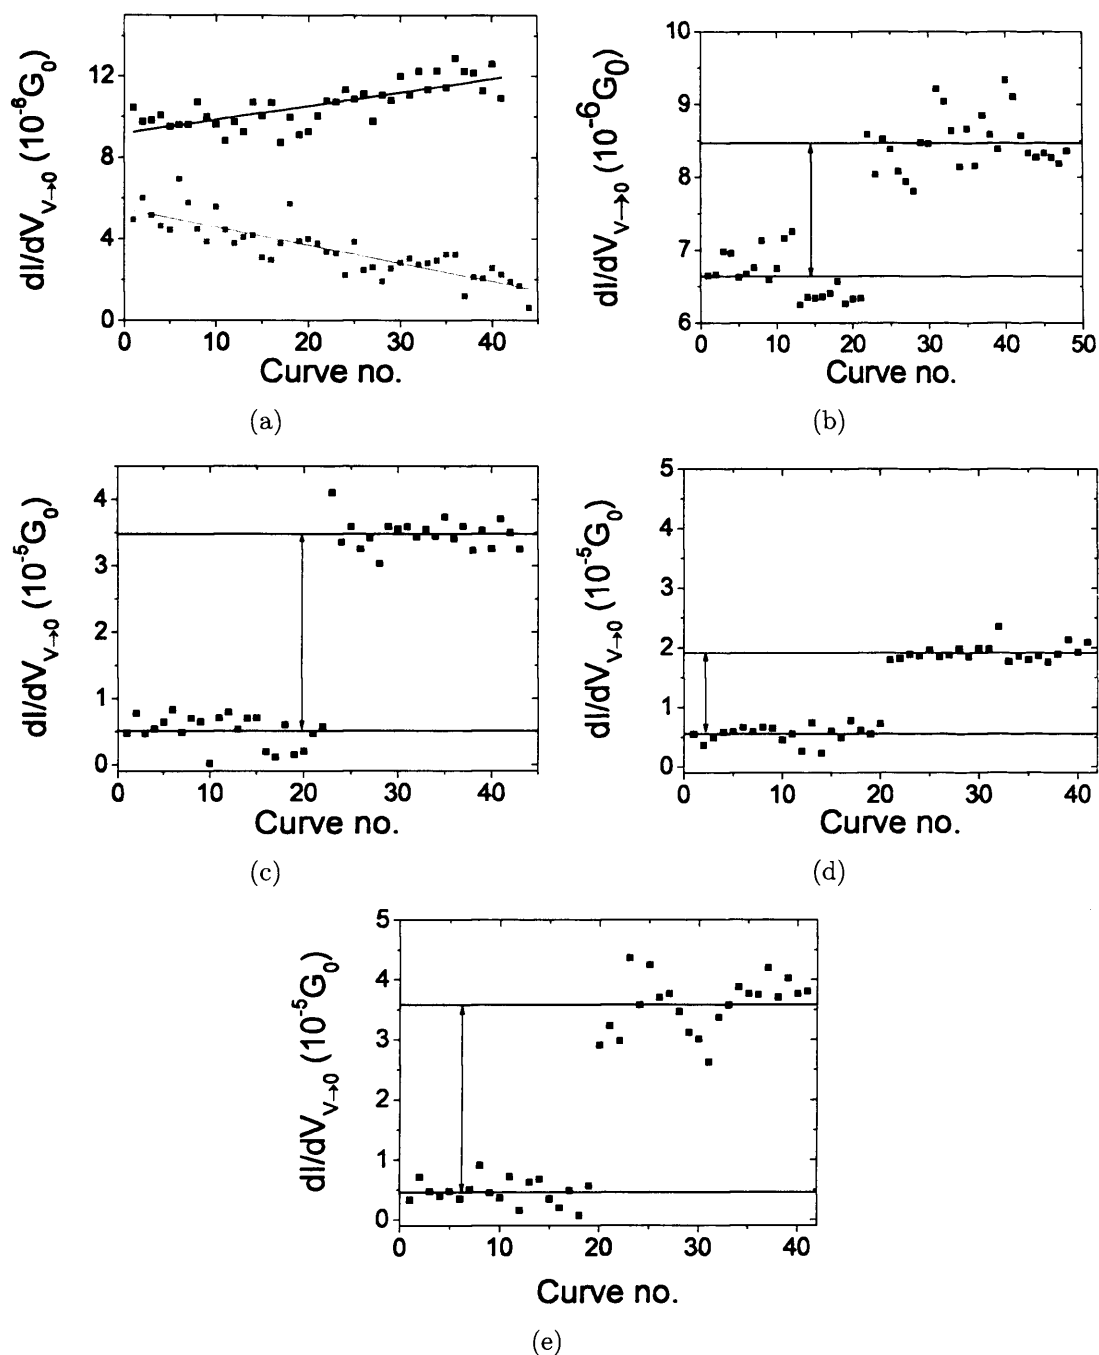 dI/dV_{V→0} (10^{-6}G_0)
12
8
4
0
0 10 20 30 40
Curve no.
(a)
dI/dV_{V→0} (10^{-6}G0)
10
9
8
7
6
0 10 20 30 40 50
Curve no.
(b)
dI/dV_{V→0} (10^{-5}G_0)
4
3
2
1
0
0 10 20 30 40
Curve no.
(c)
dI/dV_{V→0} (10^{-5}G_0)
5
4
3
2
1
0
0 10 20 30 40
Curve no.
(d)
dI/dV_{V→0} (10^{-5}G_0)
5
4
3
2
1
0
0 10 20 30 40
Curve no.
(e)